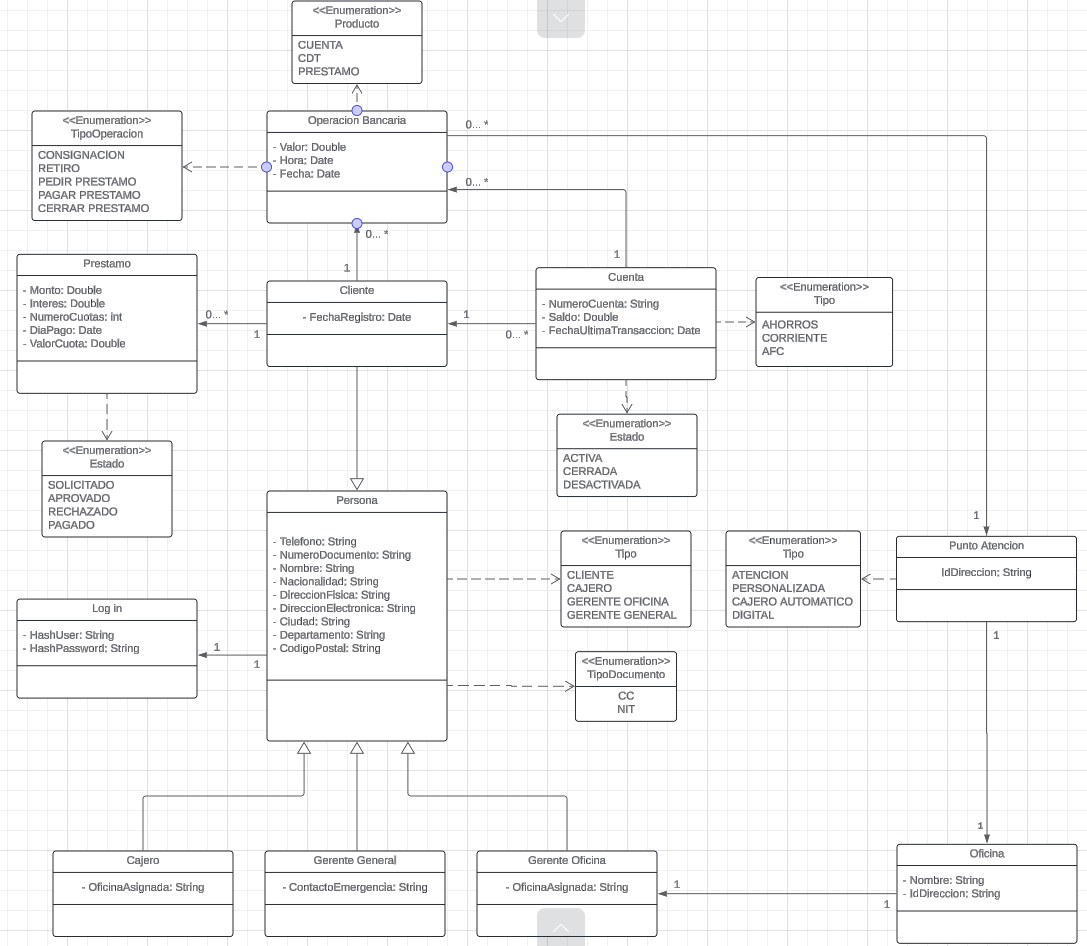 <<Enumeration>>
Producto
CUENTA
CDT
PRESTAMO
<<Enumeration>>
TipoOperacion
CONSIGNACION
RETIRO
PEDIR PRESTAMO
PAGAR PRESTAMO
CERRAR PRESTAMO
Operacion Bancaria
- Valor: Double
- Hora: Date
- Fecha: Date
0... *
0... *
0... *
1
1
Prestamo
- Monto: Double
- Interes: Double
- NumeroCuotas: int
- DiaPago: Date
- ValorCuota: Double
0... *
1
Cliente
- FechaRegistro: Date
1
0... *
Cuenta
- NumeroCuenta: String
- Saldo: Double
- FechaUltimaTransaccion: Date
<<Enumeration>>
Tipo
AHORROS
CORRIENTE
AFC
<<Enumeration>>
Estado
SOLICITADO
APROVADO
RECHAZADO
PAGADO
<<Enumeration>>
Estado
ACTIVA
CERRADA
DESACTIVADA
Persona
- Telefono: String
- NumeroDocumento: String
- Nombre: String
- Nacionalidad: String
- DireccionFisica: String
- DireccionElectronica: String
- Ciudad: String
- Departamento: String
- CodigoPostal: String
<<Enumeration>>
Tipo
CLIENTE
CAJERO
GERENTE OFICINA
GERENTE GENERAL
<<Enumeration>>
Tipo
ATENCION
PERSONALIZADA
CAJERO AUTOMATICO
DIGITAL
1
Punto Atencion
IdDireccion: String
1
Log in
- HashUser: String
- HashPassword: String
1
1
<<Enumeration>>
TipoDocumento
CC
NIT
Cajero
- OficinaAsignada: String
Gerente General
- ContactoEmergencia: String
Gerente Oficina
- OficinaAsignada: String
1
1
1
Oficina
- Nombre: String
- IdDireccion: String